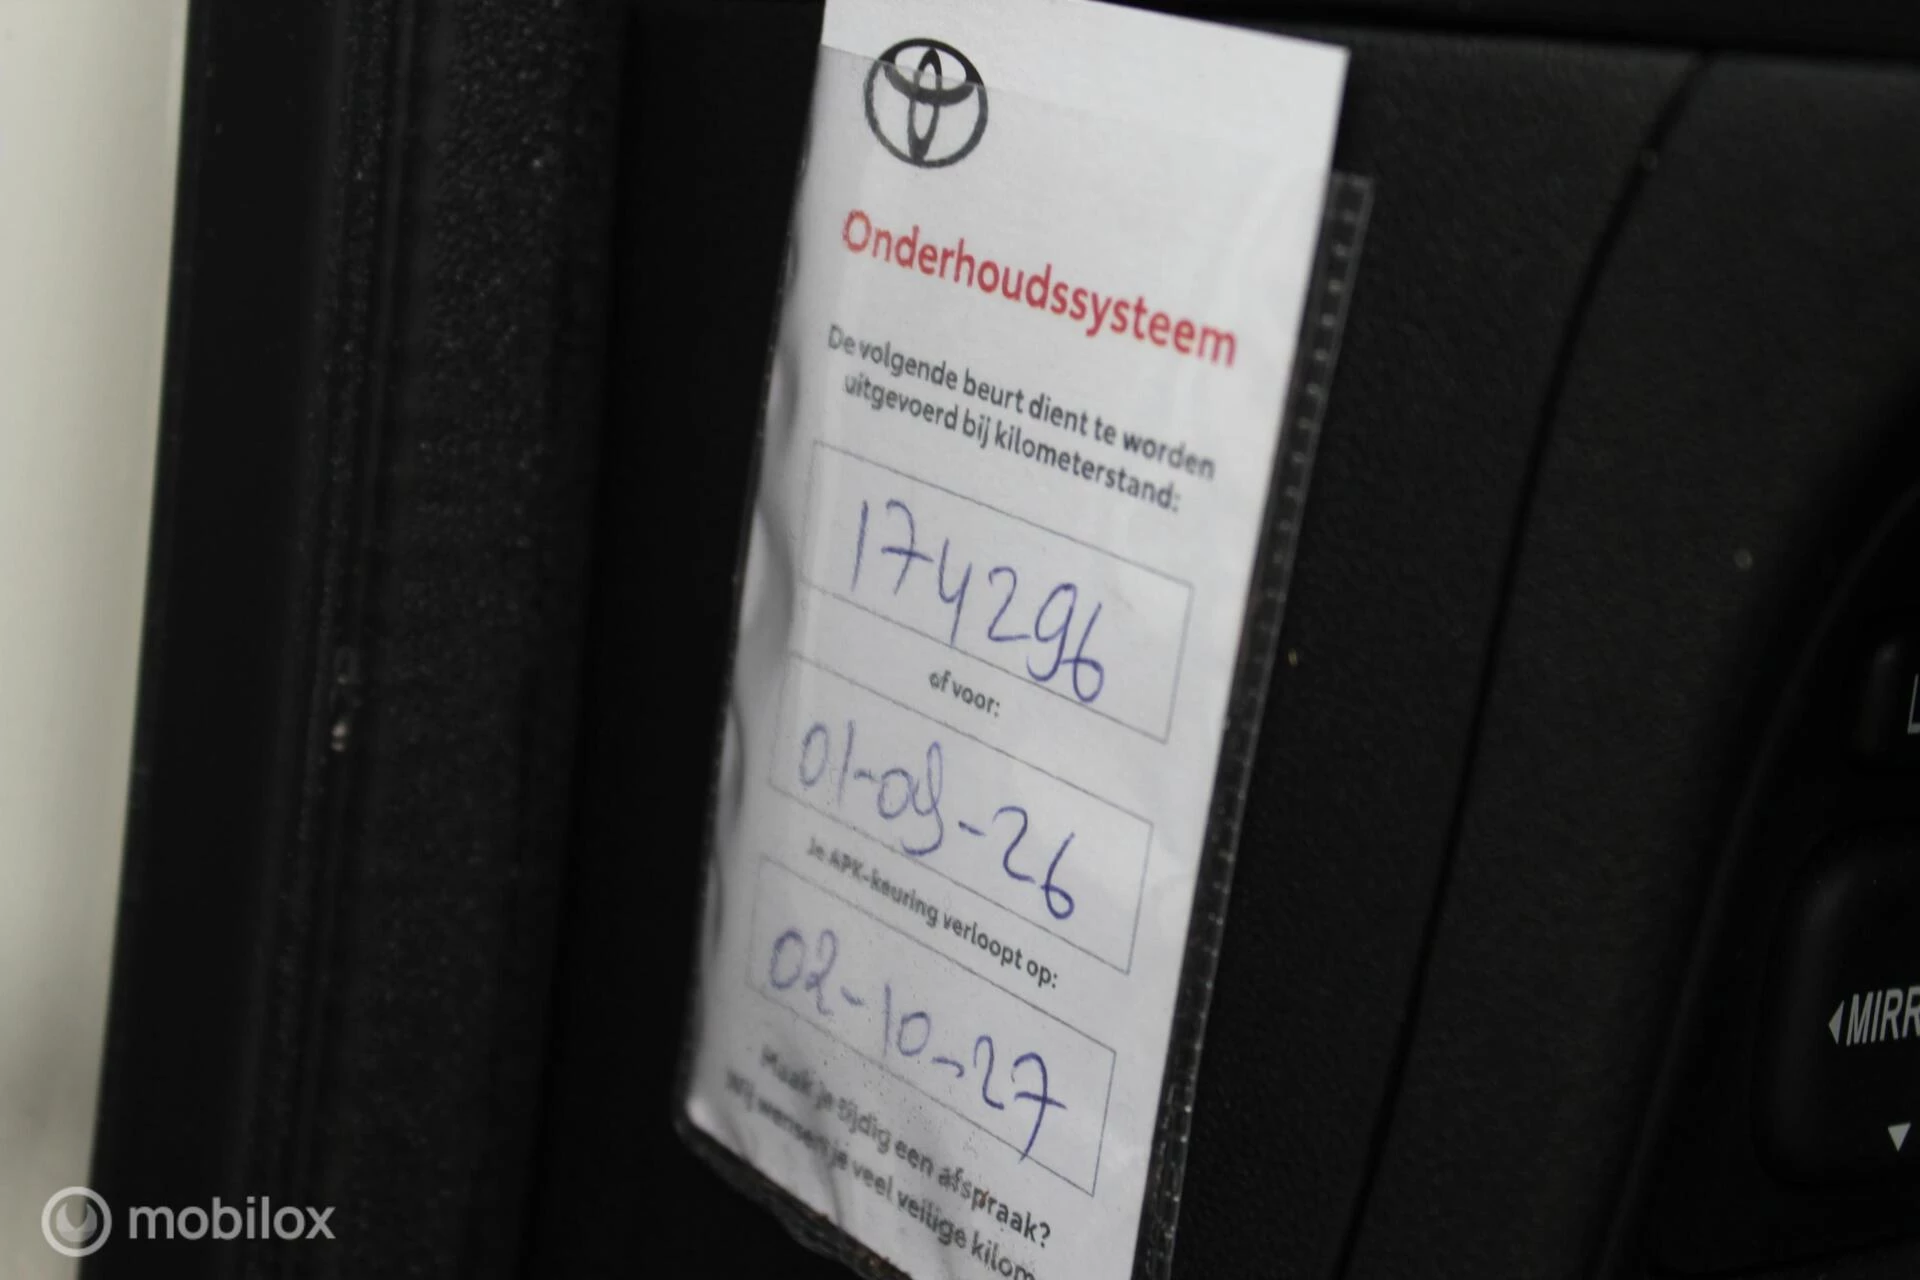 Onderhoudssysteem
De volgende beurt dient te worden
uitgevoerd bij kilometerstand:
174296
of voor:
01-09-26
Je APK-keuring verloopt op:
02-10-27
Maak je tijdig een afspraak?
Wij wensen je veel veilige kilom
L
◄MIRR
▼
mobilox